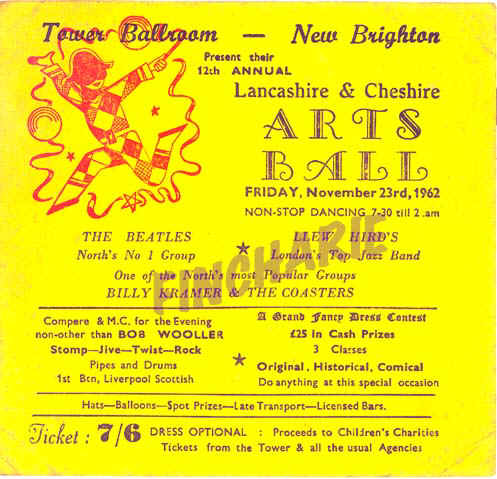 Tower Ballroom — New Brighton
Present their
12th ANNUAL
Lancashire & Cheshire
ARTS
BALL
FRIDAY, November 23rd, 1962
NON-STOP DANCING 7-30 till 2.am
THE BEATLES
North's No 1 Group
LLEW HIRD'S
London's Top Jazz Band
One of the North's most Popular Groups
BILLY KRAMER & THE COASTERS
FINCHARIE
Compere & M.C. for the Evening
non-other than BOB WOOLLER
Stomp—Jive—Twist—Rock
Pipes and Drums
1st Btn, Liverpool Scottish
A Grand Fancy Dress Contest
£25 in Cash Prizes
3 Classes
Original, Historical, Comical
Do anything at this special occasion
Hats—Balloons—Spot Prizes—Late Transport—Licensed Bars.
Ticket: 7/6 DRESS OPTIONAL : Proceeds to Children's Charities
Tickets from the Tower & all the usual Agencies